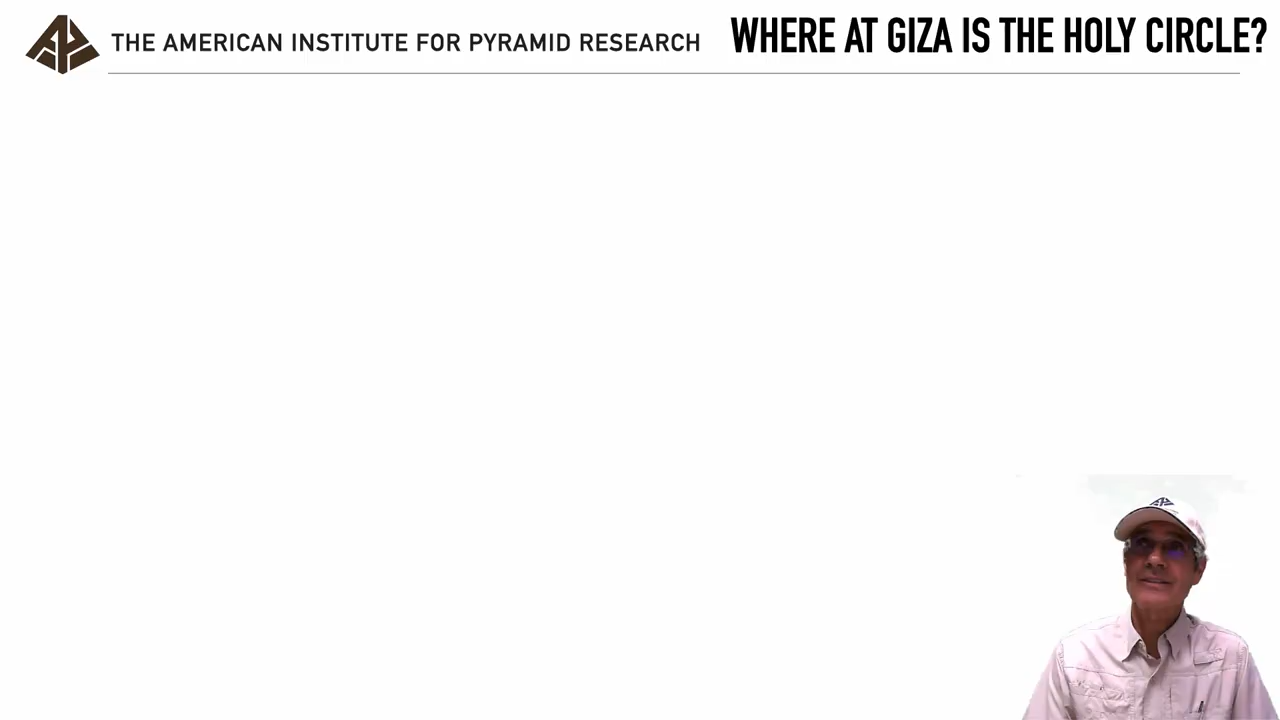 THE AMERICAN INSTITUTE FOR PYRAMID RESEARCH
WHERE AT GIZA IS THE HOLY CIRCLE?